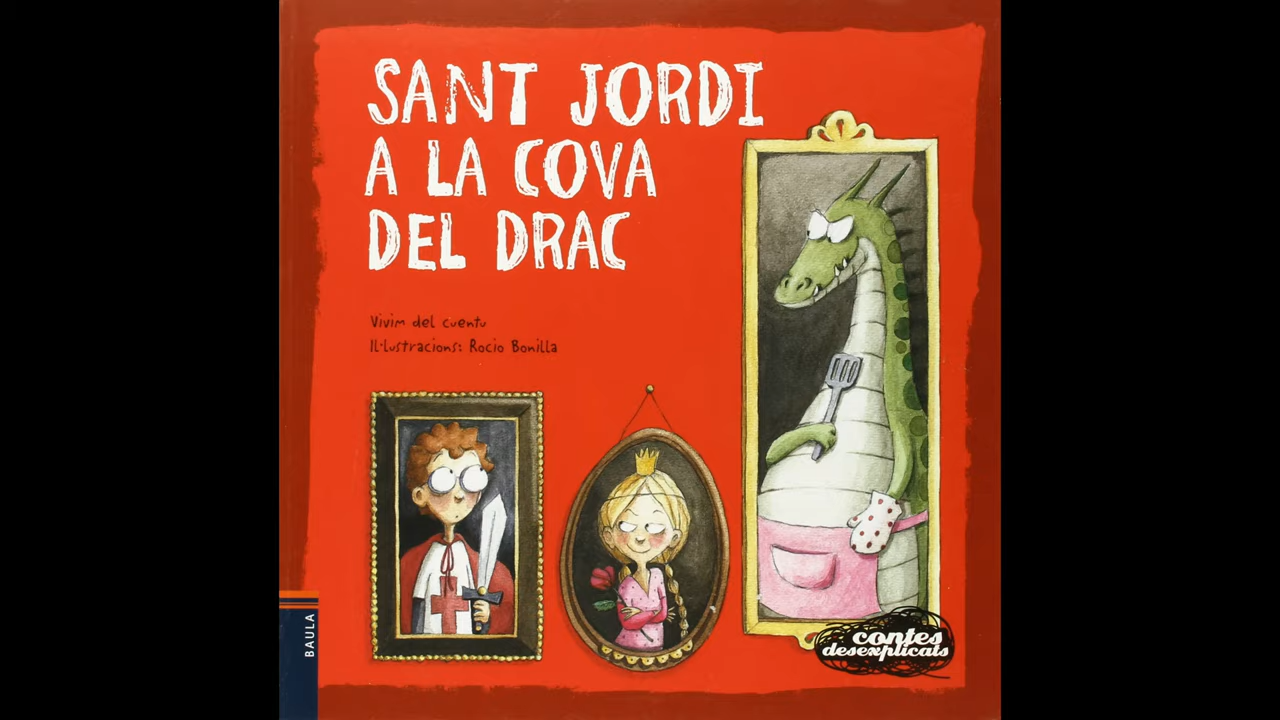 SANT JORDI
A LA COVA
DEL DRAC
Vivim del cuentu
Il·lustracions: Rocio Bonilla
BAULA
contes
desexplicats